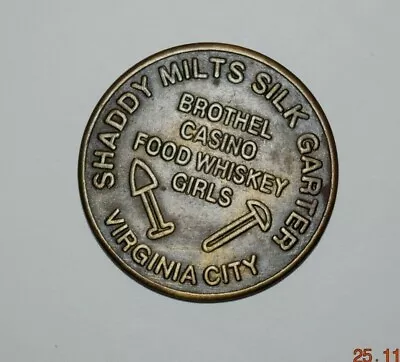 SHADDY MILTS SILK GARTER
BROTHEL
CASINO
FOOD WHISKEY
GIRLS
VIRGINIA CITY
25.11